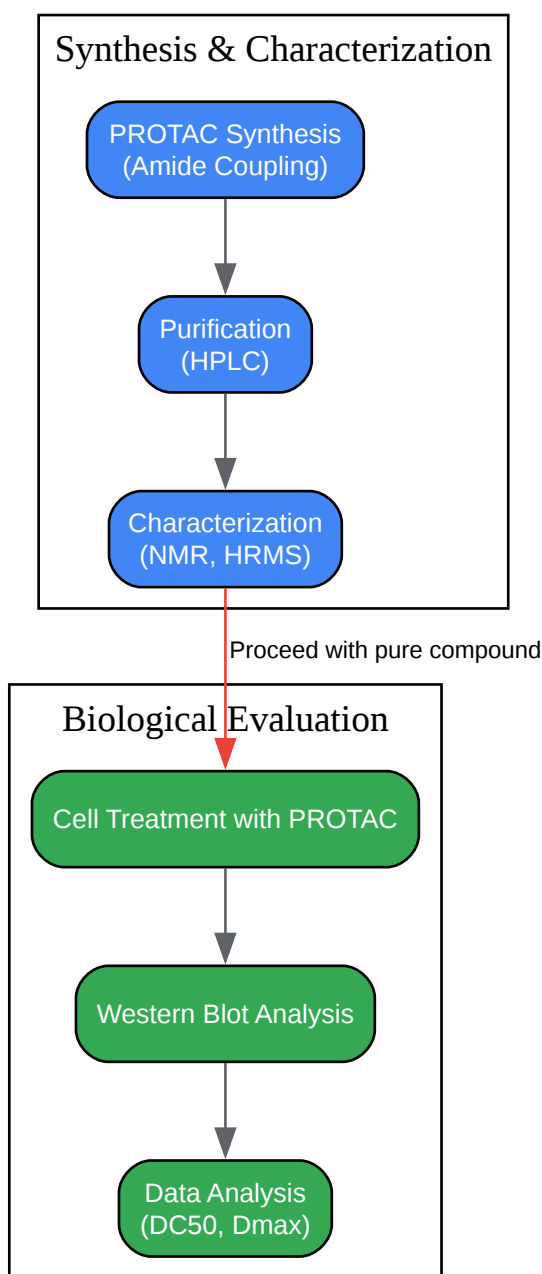 Synthesis & Characterization
PROTAC Synthesis
(Amide Coupling)
Purification
(HPLC)
Characterization
(NMR, HRMS)
Proceed with pure compound
Biological Evaluation
Cell Treatment with PROTAC
Western Blot Analysis
Data Analysis
(DC50, Dmax)